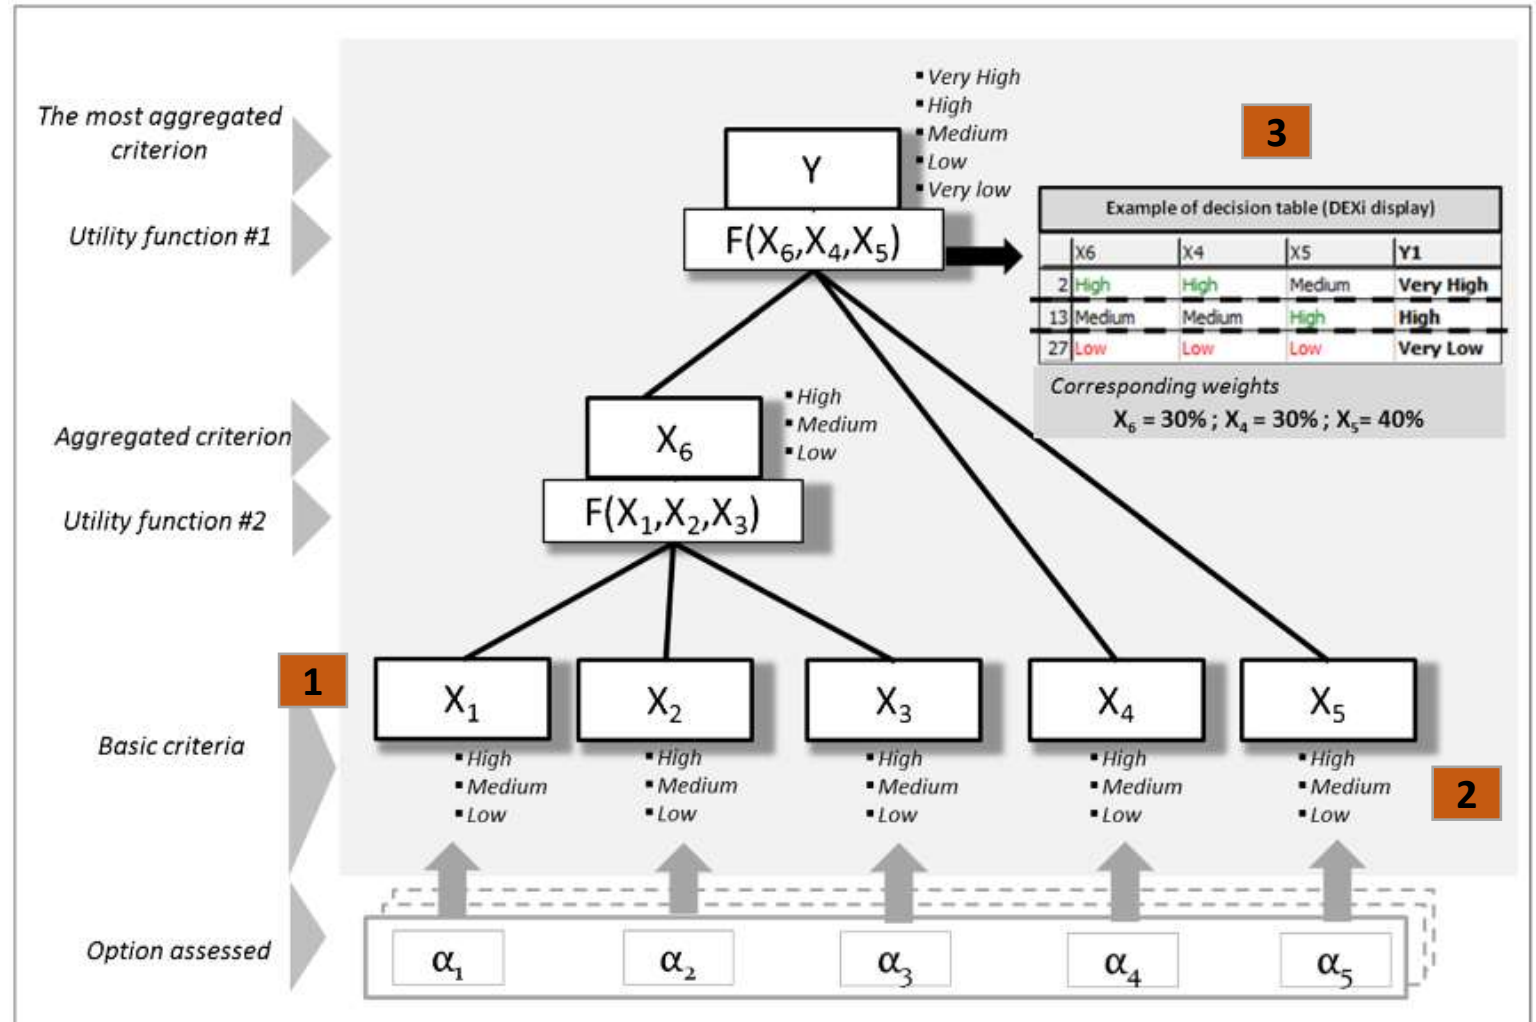 The most aggregated
criterion
Utility function #1
Aggregated criterion
Utility function #2
Basic criteria
Option assessed
▪ Very High
▪ High
▪ Medium
▪ Low
▪ Very low
Y
F(X₆,X₄,X₅)
3
Example of decision table (DEXi display)
X6 X4 X5 Y1
2 High High Medium Very High
13 Medium Medium High High
27 Low Low Low Very Low
Corresponding weights
X₆ = 30% ; X₄ = 30% ; X₅= 40%
X₆
▪ High
▪ Medium
▪ Low
F(X₁,X₂,X₃)
1
X₁
▪ High
▪ Medium
▪ Low
X₂
▪ High
▪ Medium
▪ Low
X₃
▪ High
▪ Medium
▪ Low
X₄
▪ High
▪ Medium
▪ Low
X₅
▪ High
▪ Medium
▪ Low
2
α₁ α₂ α₃ α₄ α₅